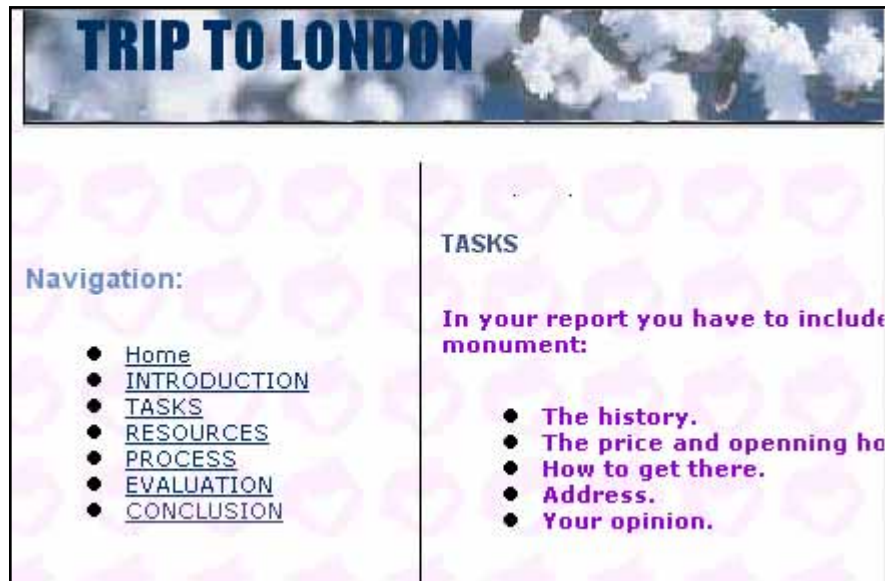 TRIP TO LONDON
Navigation:
Home
INTRODUCTION
TASKS
RESOURCES
PROCESS
EVALUATION
CONCLUSION
TASKS
In your report you have to include
monument:
The history.
The price and openning ho
How to get there.
Address.
Your opinion.